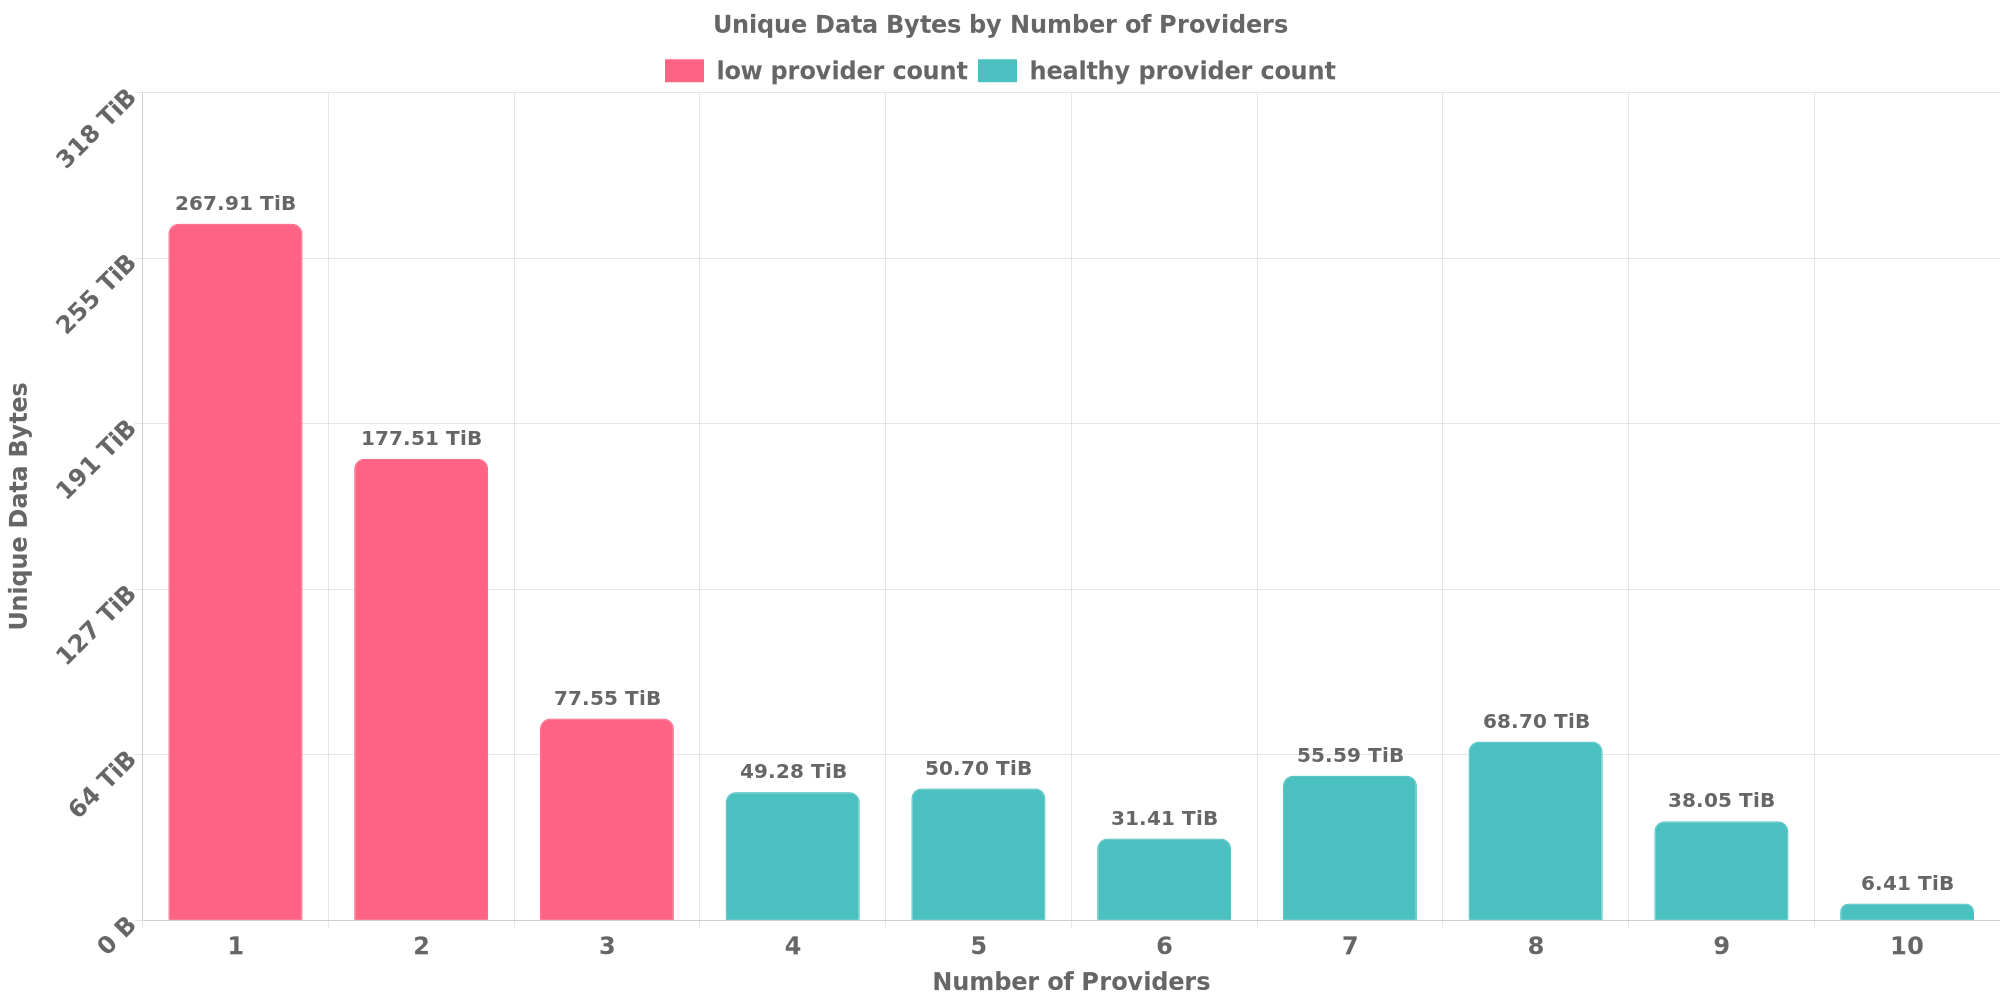 Unique Data Bytes by Number of Providers
low provider count healthy provider count
318 TiB
255 TiB
191 TiB
127 TiB
64 TiB
0 B
Unique Data Bytes
267.91 TiB
177.51 TiB
77.55 TiB
49.28 TiB
50.70 TiB
31.41 TiB
55.59 TiB
68.70 TiB
38.05 TiB
6.41 TiB
1 2 3 4 5 6 7 8 9 10
Number of Providers